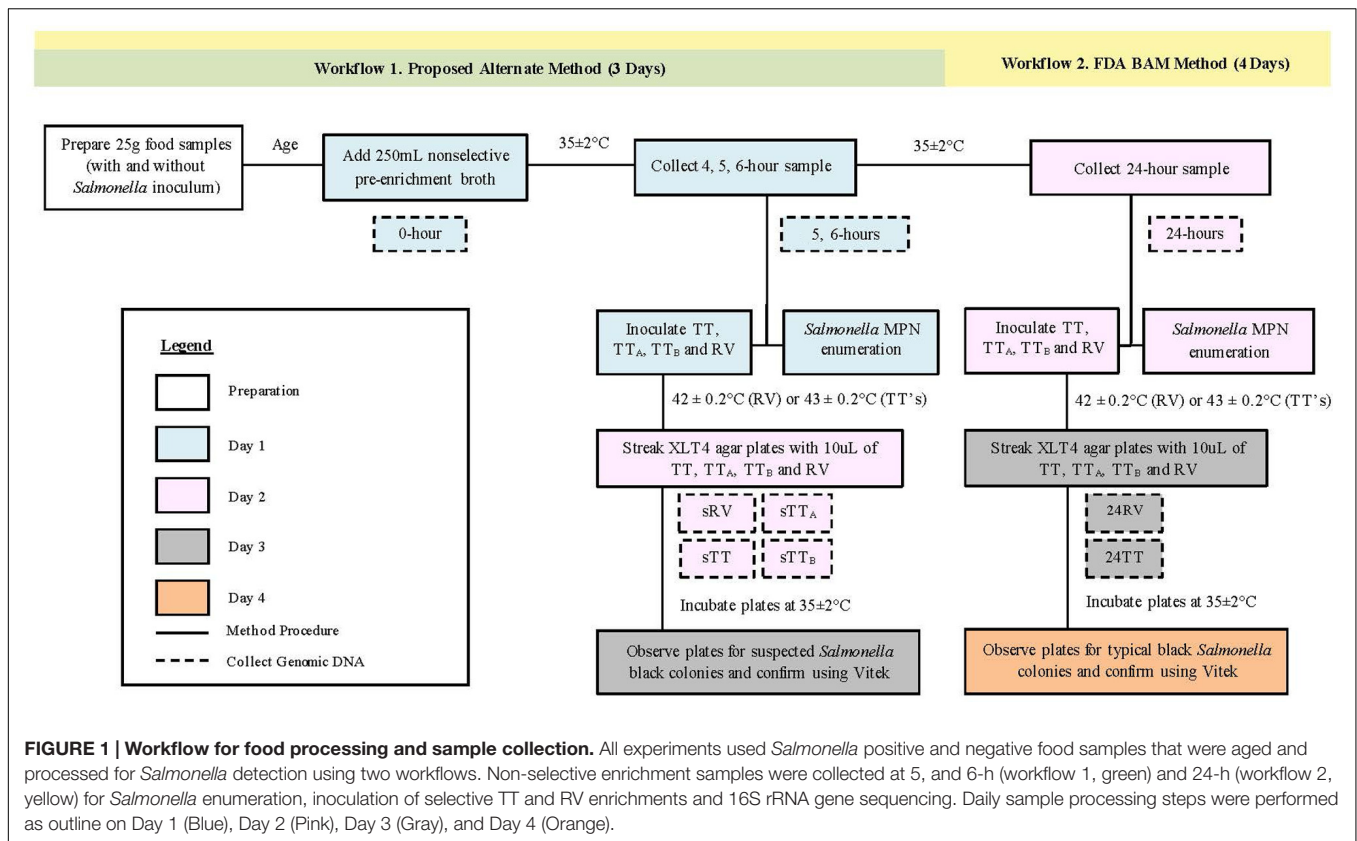 Workflow 1. Proposed Alternate Method (3 Days)
Workflow 2. FDA BAM Method (4 Days)
Prepare 25g food samples
(with and without
Salmonella inoculum)
Age
Add 250mL nonselective
pre-enrichment broth
35±2°C
Collect 4, 5, 6-hour sample
35±2°C
Collect 24-hour sample
0-hour
5, 6-hours
24-hours
Inoculate TT,
TTA, TTB and RV
Salmonella MPN
enumeration
Inoculate TT,
TTA, TTB and RV
Salmonella MPN
enumeration
42 ± 0.2°C (RV) or 43 ± 0.2°C (TT's)
42 ± 0.2°C (RV) or 43 ± 0.2°C (TT's)
Streak XLT4 agar plates with 10uL of
TT, TTA, TTB and RV
Streak XLT4 agar plates with 10uL of
TT, TTA, TTB and RV
sRV
sTTA
sTT
sTTB
24RV
24TT
Incubate plates at 35±2°C
Incubate plates at 35±2°C
Observe plates for suspected Salmonella
black colonies and confirm using Vitek
Observe plates for typical black Salmonella
colonies and confirm using Vitek
Legend
Preparation
Day 1
Day 2
Day 3
Day 4
Method Procedure
Collect Genomic DNA
FIGURE 1 | Workflow for food processing and sample collection. All experiments used Salmonella positive and negative food samples that were aged and
processed for Salmonella detection using two workflows. Non-selective enrichment samples were collected at 5, and 6-h (workflow 1, green) and 24-h (workflow 2,
yellow) for Salmonella enumeration, inoculation of selective TT and RV enrichments and 16S rRNA gene sequencing. Daily sample processing steps were performed
as outline on Day 1 (Blue), Day 2 (Pink), Day 3 (Gray), and Day 4 (Orange).